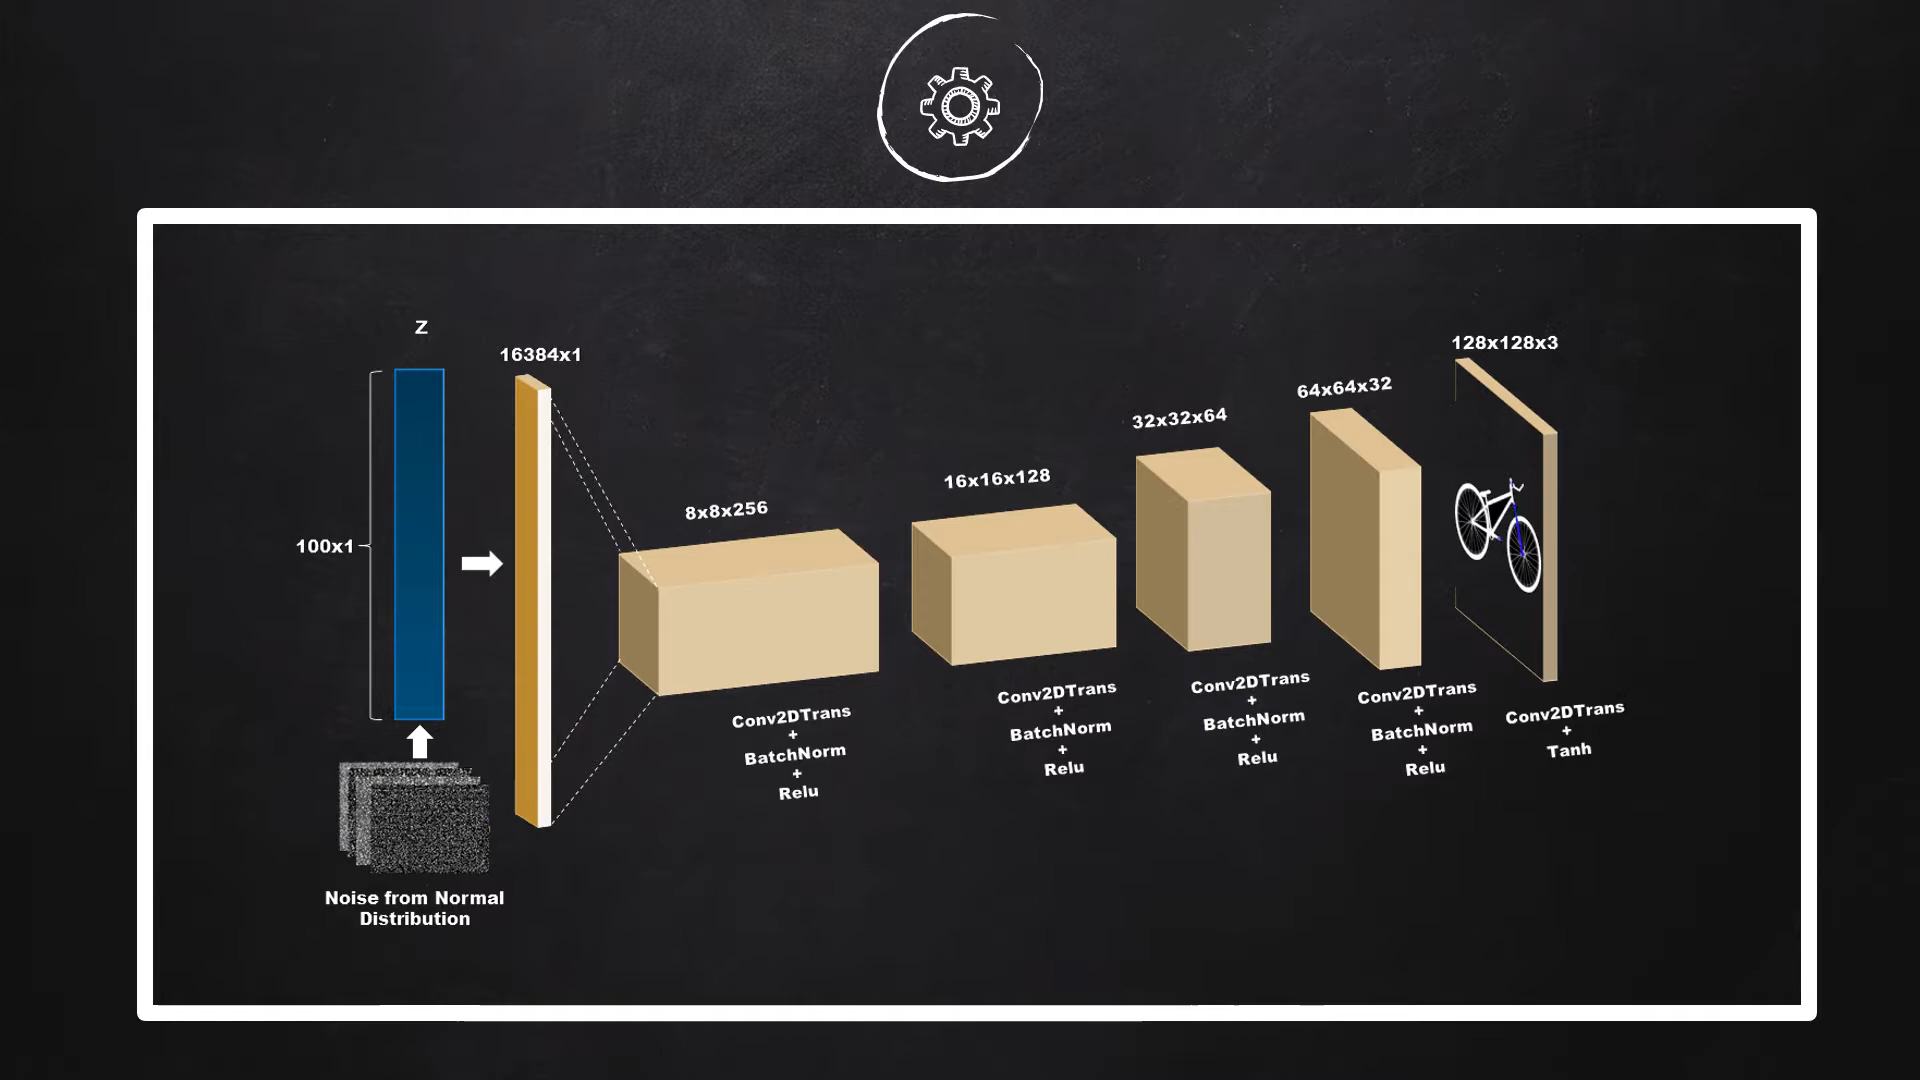 Z
100x1
Noise from Normal
Distribution
16384x1
8x8x256
Conv2DTrans
+
BatchNorm
+
Relu
16x16x128
Conv2DTrans
+
BatchNorm
+
Relu
32x32x64
Conv2DTrans
+
BatchNorm
+
Relu
64x64x32
Conv2DTrans
+
BatchNorm
+
Relu
128x128x3
Conv2DTrans
+
Tanh